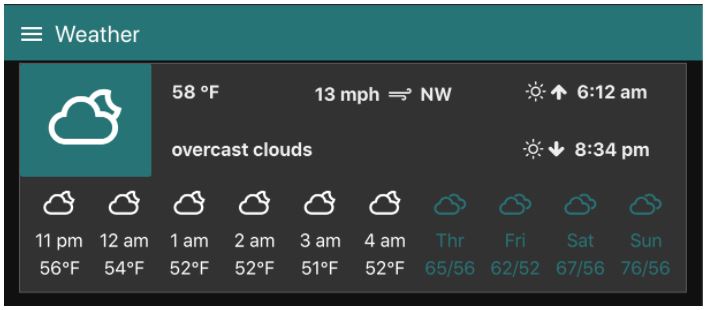 Weather
58 °F 13 mph NW 6:12 am
overcast clouds 8:34 pm
11 pm 12 am 1 am 2 am 3 am 4 am Thr Fri Sat Sun
56°F 54°F 52°F 52°F 51°F 52°F 65/56 62/52 67/56 76/56